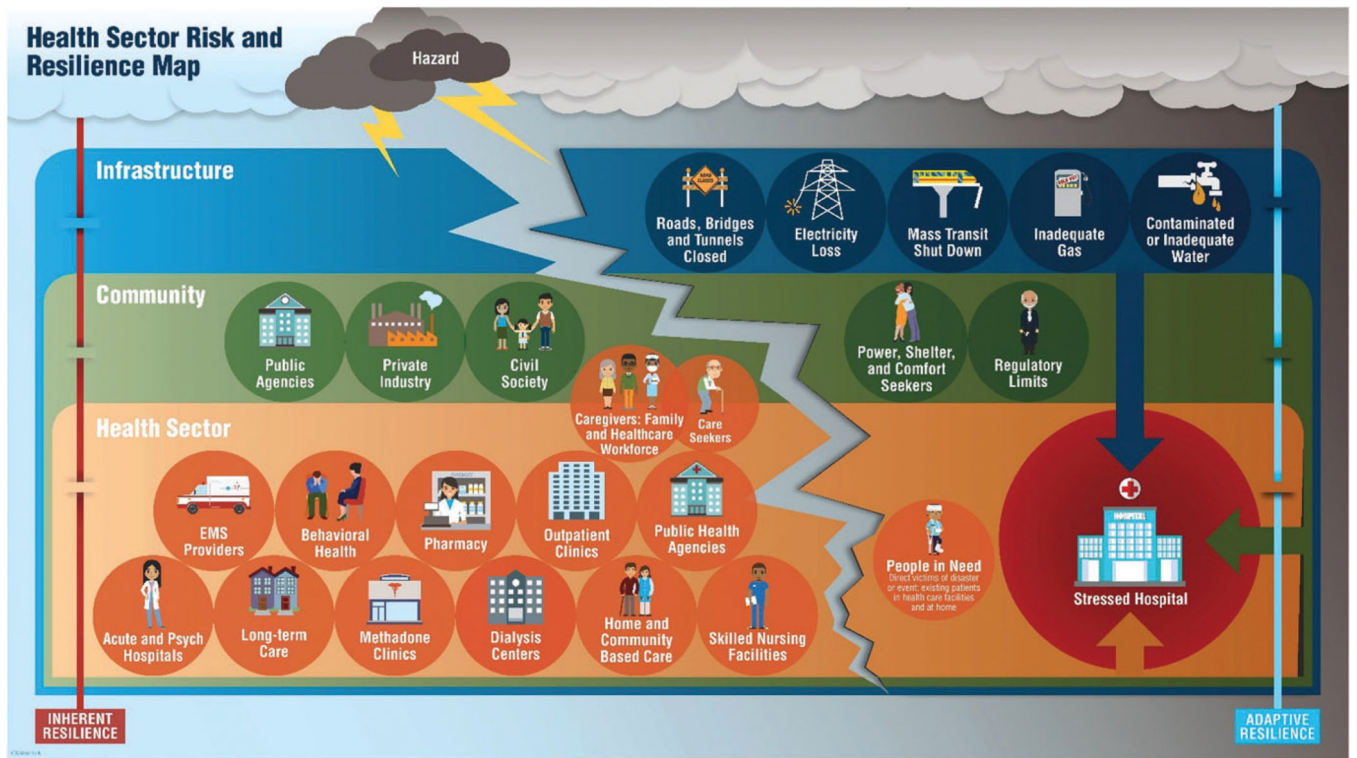 Health Sector Risk and
Resilience Map
Hazard
Infrastructure
ROAD
CLOSED
Roads, Bridges
and Tunnels
Closed
Electricity
Loss
Mass Transit
Shut Down
Inadequate
Gas
Contaminated
or Inadequate
Water
Community
Public
Agencies
Private
Industry
Civil
Society
Power, Shelter,
and Comfort
Seekers
Regulatory
Limits
Caregivers: Family
and Healthcare
Workforce
Care
Seekers
Health Sector
EMS
Providers
Behavioral
Health
PHARMACY
Pharmacy
Outpatient
Clinics
Public Health
Agencies
People in Need
Direct victims of disaster
or event; existing patients
in health care facilities
and at home
HOSPITAL
Stressed Hospital
Acute and Psych
Hospitals
Long-term
Care
Methadone
Clinics
Dialysis
Centers
Home and
Community
Based Care
Skilled Nursing
Facilities
INHERENT
RESILIENCE
ADAPTIVE
RESILIENCE